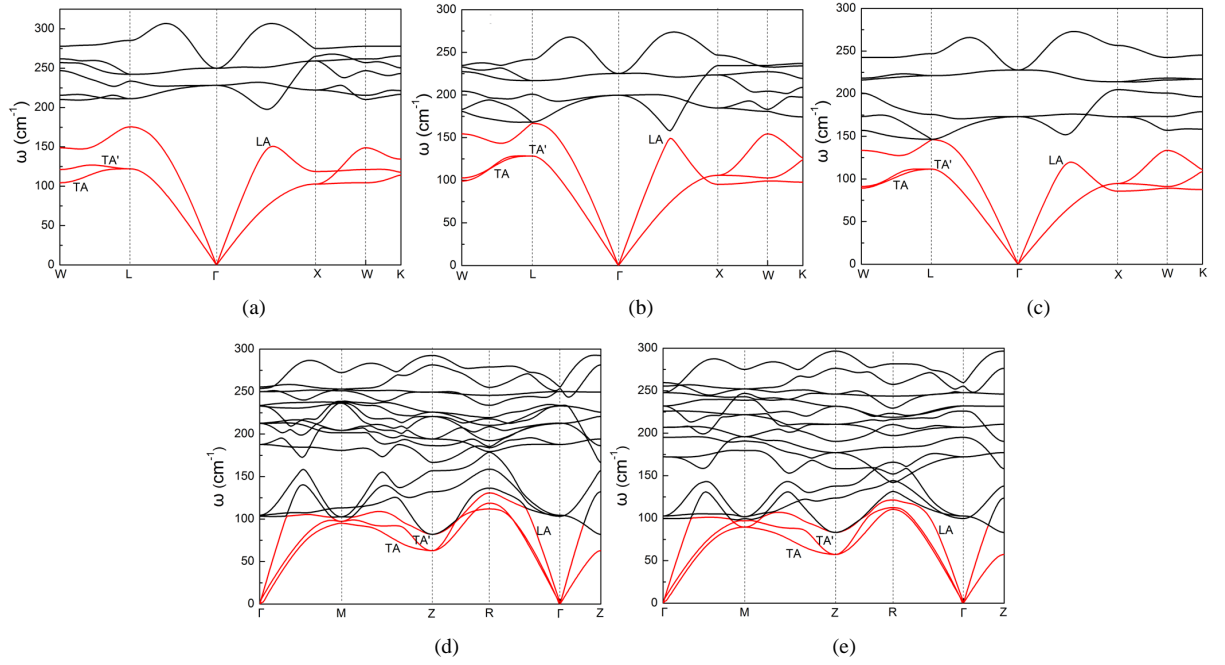 300
250
200
150
100
50
0
ω (cm⁻¹)
LA
TA'
TA
W L Γ X W K
(a)
300
250
200
150
100
50
0
ω (cm⁻¹)
LA
TA'
TA
W L Γ X W K
(b)
300
250
200
150
100
50
0
ω (cm⁻¹)
LA
TA'
TA
W L Γ X W K
(c)
300
250
200
150
100
50
0
ω (cm⁻¹)
LA
TA'
TA
Γ M Z R Γ Z
(d)
300
250
200
150
100
50
0
ω (cm⁻¹)
LA
TA'
TA
Γ M Z R Γ Z
(e)